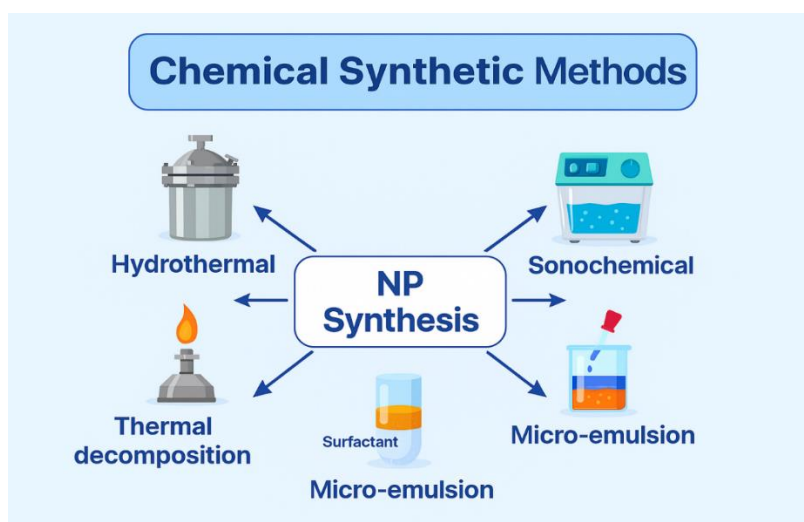 Chemical Synthetic Methods
Hydrothermal
Sonochemical
NP
Synthesis
Thermal
decomposition
Surfactant
Micro-emulsion
Micro-emulsion